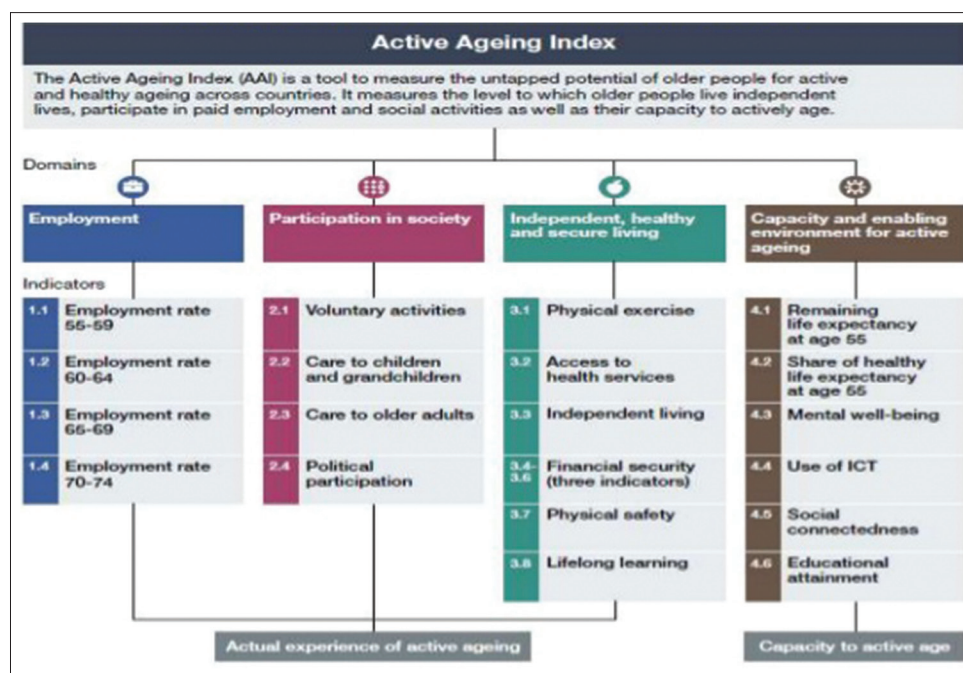 Active Ageing Index
The Active Ageing Index (AAI) is a tool to measure the untapped potential of older people for active
and healthy ageing across countries. It measures the level to which older people live independent
lives, participate in paid employment and social activities as well as their capacity to actively age.
Domains
Employment
Participation in society
Independent, healthy
and secure living
Capacity and enabling
environment for active
ageing
Indicators
1.1 Employment rate
55-59
1.2 Employment rate
60-64
1.3 Employment rate
65-69
1.4 Employment rate
70-74
2.1 Voluntary activities
2.2 Care to children
and grandchildren
2.3 Care to older adults
2.4 Political
participation
3.1 Physical exercise
3.2 Access to
health services
3.3 Independent living
3.4-
3.6 Financial security
(three indicators)
3.7 Physical safety
3.8 Lifelong learning
4.1 Remaining
life expectancy
at age 55
4.2 Share of healthy
life expectancy
at age 55
4.3 Mental well-being
4.4 Use of ICT
4.5 Social
connectedness
4.6 Educational
attainment
Actual experience of active ageing
Capacity to active age